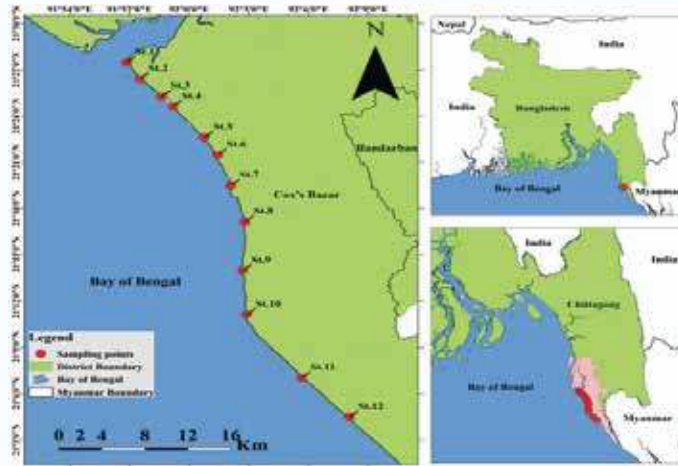 St.1
St.2
St.3
St.4
St.5
St.6
St.7
St.8
St.9
St.10
St.11
St.12
Bandarban
Cox's Bazar
Bay of Bengal
Legend
Sampling points
District Boundary
Bay of Bengal
Myanmar Boundary
0 2 4 8 12 16
Km
N
Nepal
India
India
Bangladesh
Bay of Bengal
Myanmar
India
India
Chittagong
Bay of Bengal
Myanmar